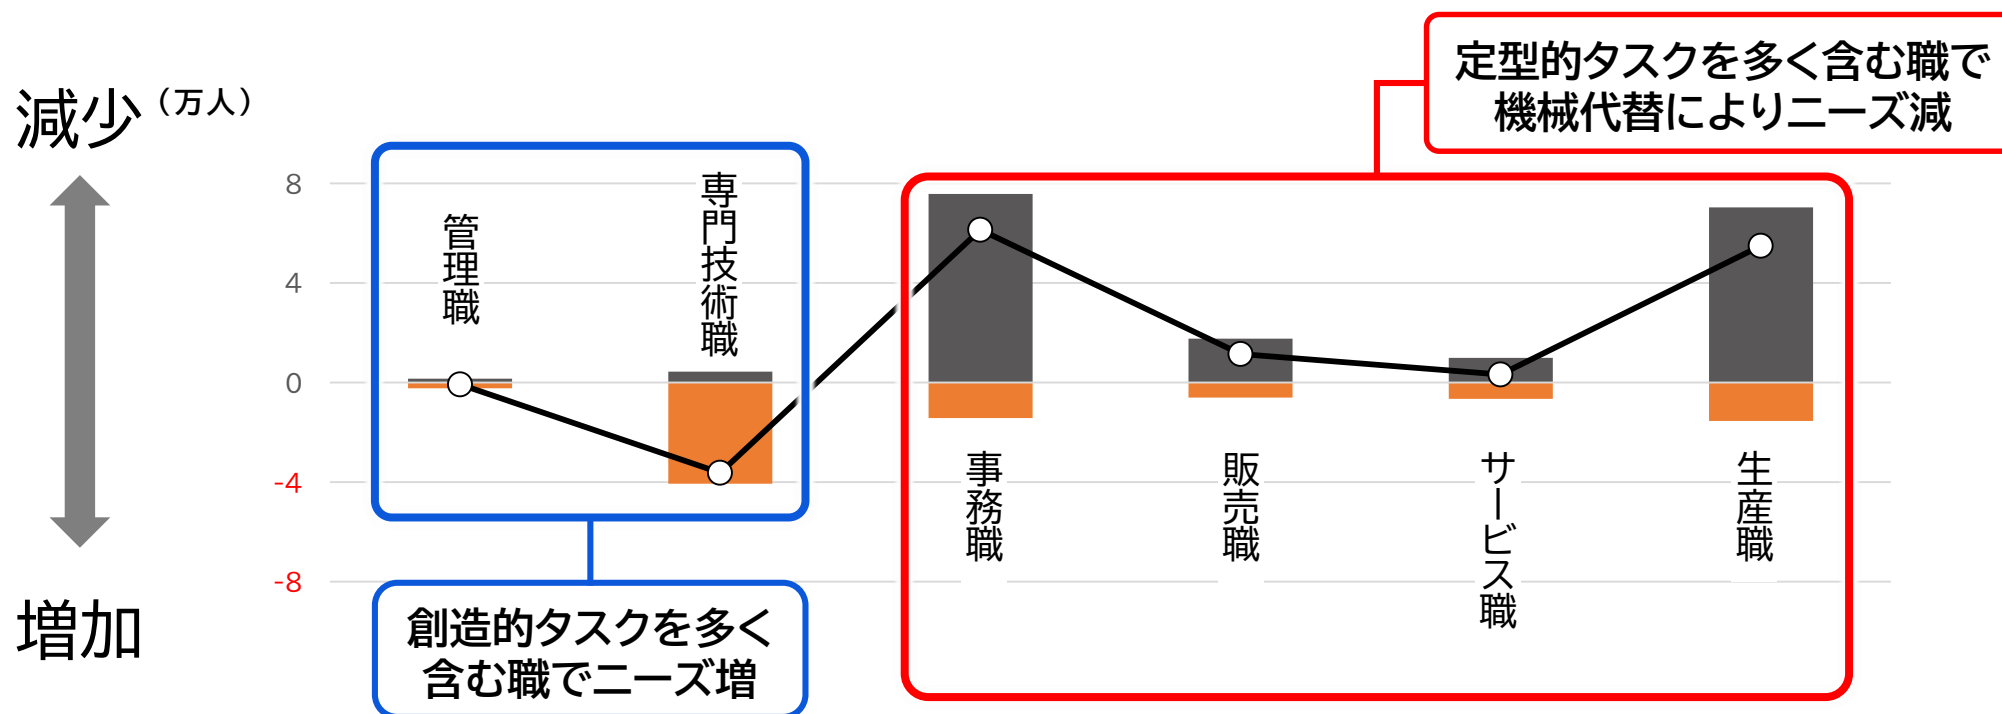 定型的タスクを多く含む職で
機械代替によりニーズ減
減少（万人）
8
4
0
-4
-8
増加
管理職
専門技術職
事務職
販売職
サービス職
生産職
創造的タスクを多く
含む職でニーズ増